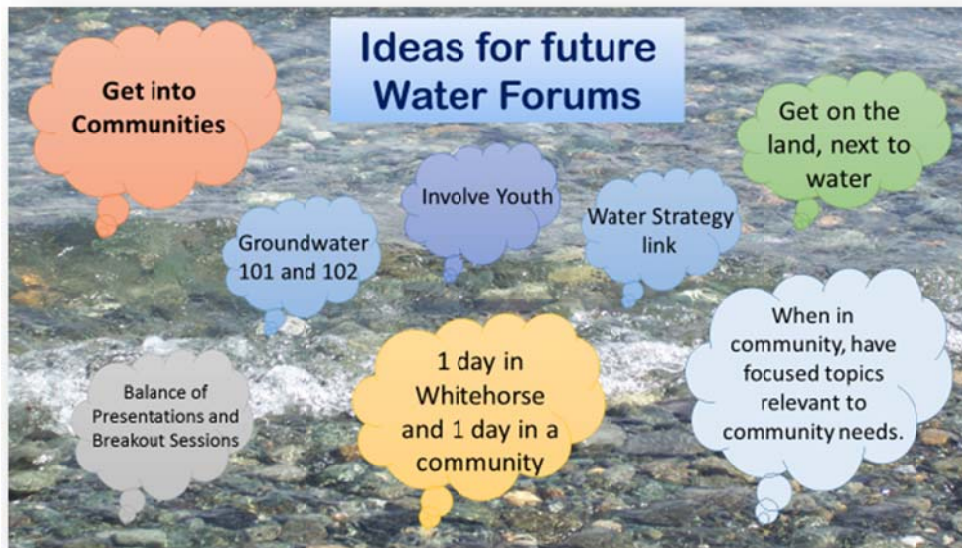 Ideas for future
Water Forums
Get into
Communities
Get on the
land, next to
water
Involve Youth
Water Strategy
link
Groundwater
101 and 102
When in
community, have
focused topics
relevant to
community needs.
1 day in
Whitehorse
and 1 day in a
community
Balance of
Presentations and
Breakout Sessions